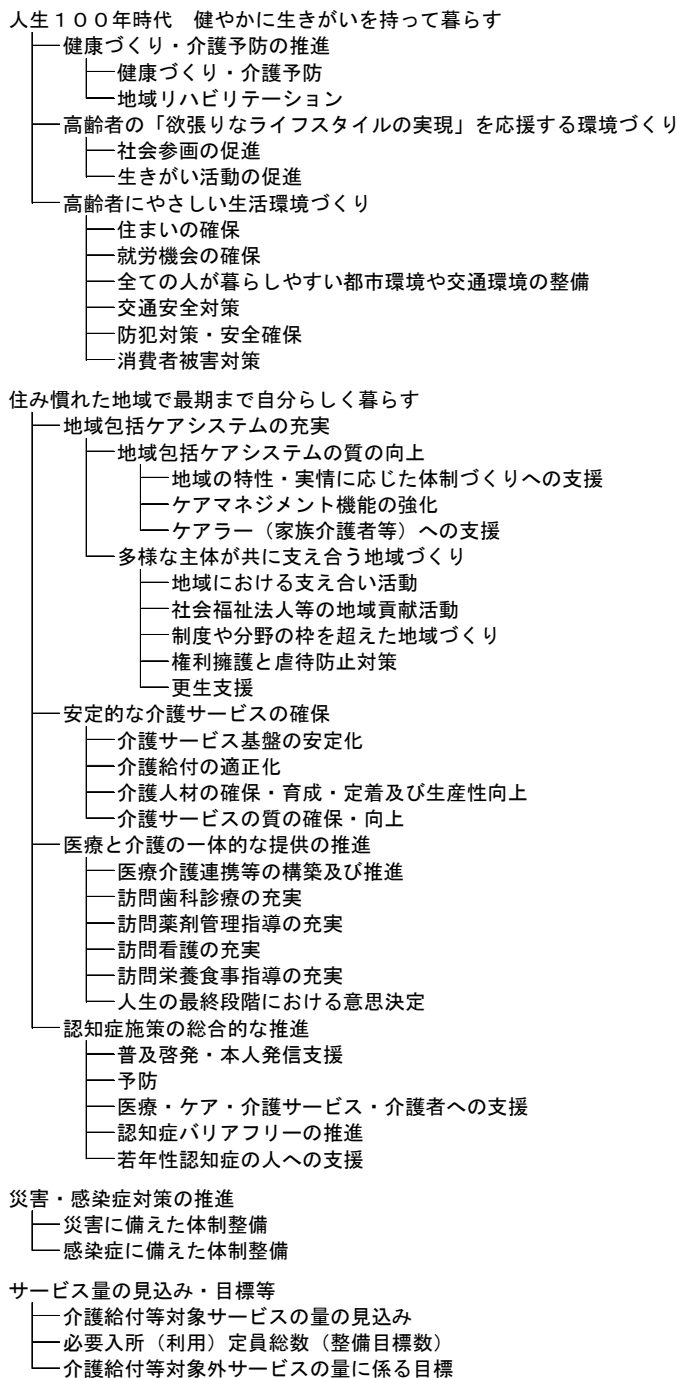 人生１００年時代　健やかに生きがいを持って暮らす
健康づくり・介護予防の推進
健康づくり・介護予防
地域リハビリテーション
高齢者の「欲張りなライフスタイルの実現」を応援する環境づくり
社会参画の促進
生きがい活動の促進
高齢者にやさしい生活環境づくり
住まいの確保
就労機会の確保
全ての人が暮らしやすい都市環境や交通環境の整備
交通安全対策
防犯対策・安全確保
消費者被害対策
住み慣れた地域で最期まで自分らしく暮らす
地域包括ケアシステムの充実
地域包括ケアシステムの質の向上
地域の特性・実情に応じた体制づくりへの支援
ケアマネジメント機能の強化
ケアラー（家族介護者等）への支援
多様な主体が共に支え合う地域づくり
地域における支え合い活動
社会福祉法人等の地域貢献活動
制度や分野の枠を超えた地域づくり
権利擁護と虐待防止対策
更生支援
安定的な介護サービスの確保
介護サービス基盤の安定化
介護給付の適正化
介護人材の確保・育成・定着及び生産性向上
介護サービスの質の確保・向上
医療と介護の一体的な提供の推進
医療介護連携等の構築及び推進
訪問歯科診療の充実
訪問薬剤管理指導の充実
訪問看護の充実
訪問栄養食事指導の充実
人生の最終段階における意思決定
認知症施策の総合的な推進
普及啓発・本人発信支援
予防
医療・ケア・介護サービス・介護者への支援
認知症バリアフリーの推進
若年性認知症の人への支援
災害・感染症対策の推進
災害に備えた体制整備
感染症に備えた体制整備
サービス量の見込み・目標等
介護給付等対象サービスの量の見込み
必要入所（利用）定員総数（整備目標数）
介護給付等対象外サービスの量に係る目標